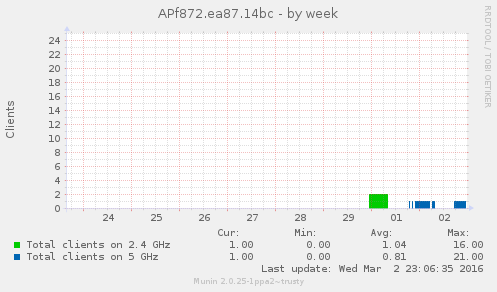 APf872.ea87.14bc - by week
RRDTOOL / TOBI OETIKER
Clients
24
22
20
18
16
14
12
10
8
6
4
2
0
24 25 26 27 28 29 01 02
Cur: Min: Avg: Max:
Total clients on 2.4 GHz 1.00 0.00 1.04 16.00
Total clients on 5 GHz 1.00 0.00 0.81 21.00
Last update: Wed Mar 2 23:06:35 2016
Munin 2.0.25-1ppa2~trusty